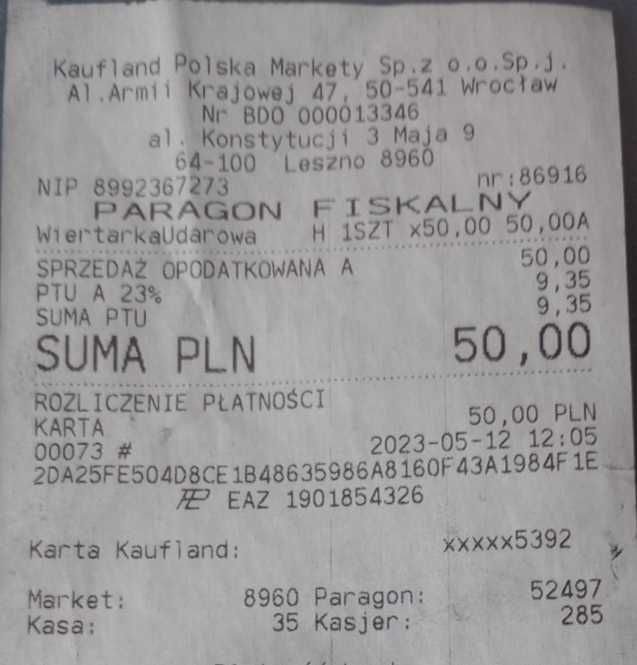 Kaufland Polska Markety Sp.z o.o.Sp.j.
Al.Armii Krajowej 47, 50-541 Wrocław
Nr BDO 000013346
al. Konstytucji 3 Maja 9
64-100 Leszno 8960
NIP 8992367273 nr:86916
PARAGON FISKALNY
WiertarkaUdarowa H 1SZT x50,00 50,00A
SPRZEDAŻ OPODATKOWANA A 50,00
PTU A 23% 9,35
SUMA PTU 9,35
SUMA PLN 50,00
ROZLICZENIE PŁATNOŚCI
KARTA 50,00 PLN
00073 # 2023-05-12 12:05
2DA25FE504D8CE1B48635986A8160F43A1984F1E
EAZ 1901854326
Karta Kaufland: xxxxx5392
Market: 8960 Paragon: 52497
Kasa: 35 Kasjer: 285